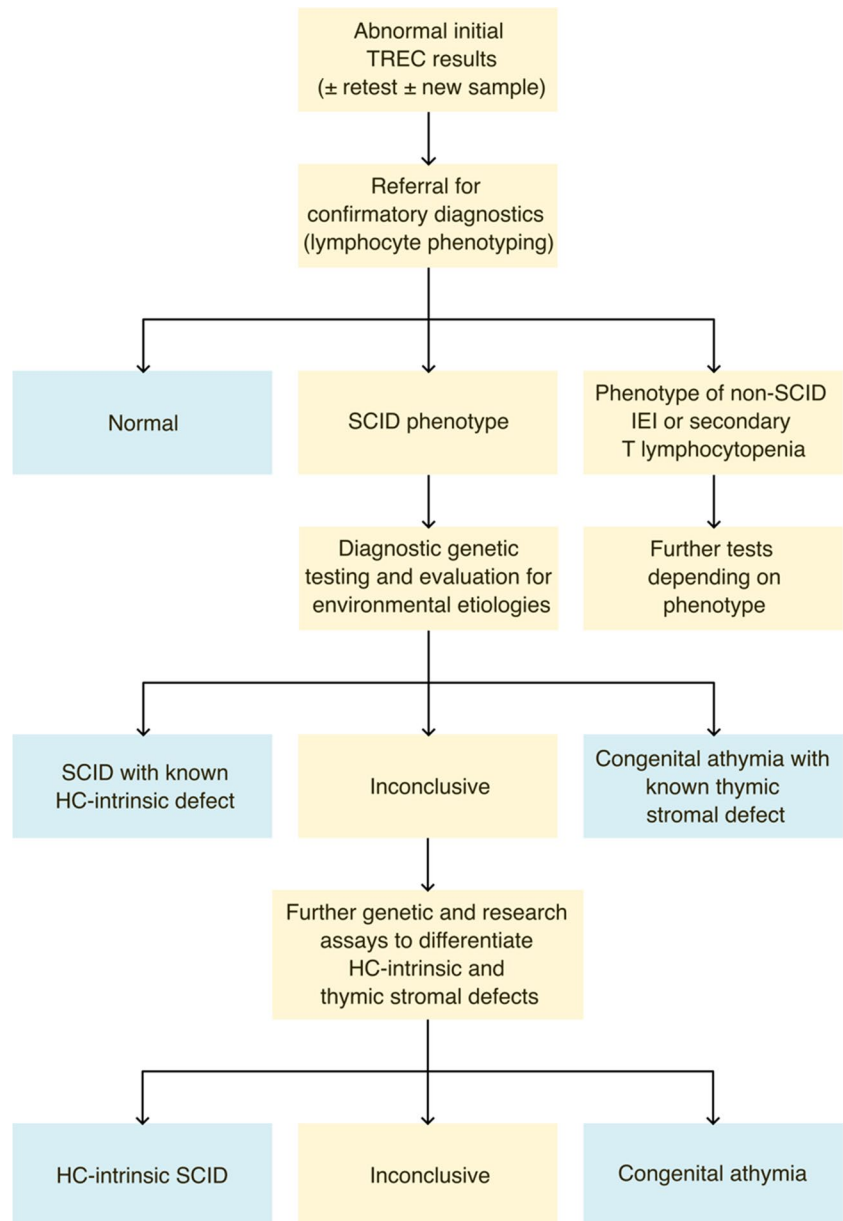 Abnormal initial
TREC results
(± retest ± new sample)
Referral for
confirmatory diagnostics
(lymphocyte phenotyping)
Normal
SCID phenotype
Phenotype of non-SCID
IEI or secondary
T lymphocytopenia
Diagnostic genetic
testing and evaluation for
environmental etiologies
Further tests
depending on
phenotype
SCID with known
HC-intrinsic defect
Inconclusive
Congenital athymia with
known thymic
stromal defect
Further genetic and research
assays to differentiate
HC-intrinsic and
thymic stromal defects
HC-intrinsic SCID
Inconclusive
Congenital athymia